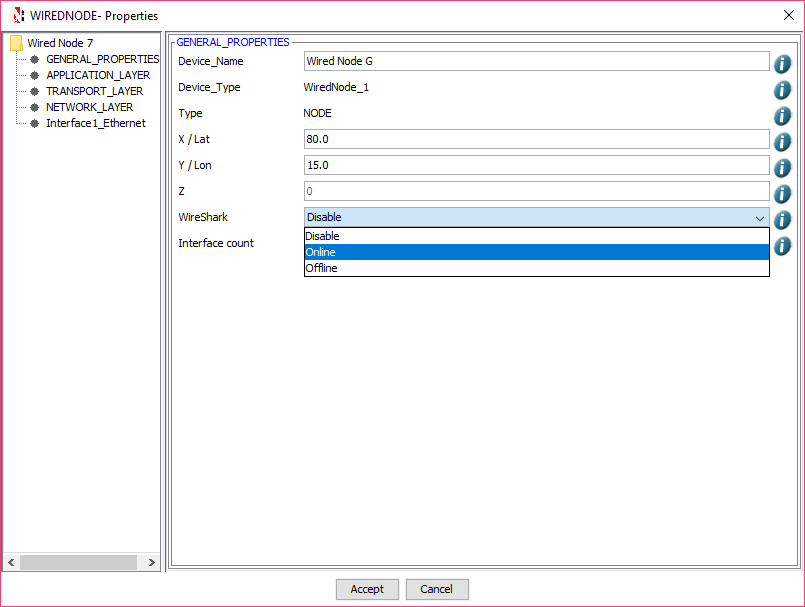 WIREDNODE- Properties
Wired Node 7
GENERAL_PROPERTIES
APPLICATION_LAYER
TRANSPORT_LAYER
NETWORK_LAYER
Interface1_Ethernet
GENERAL_PROPERTIES
Device_Name Wired Node G
Device_Type WiredNode_1
Type NODE
X / Lat 80.0
Y / Lon 15.0
Z 0
WireShark Disable
Disable
Interface count
Online
Offline
Accept Cancel